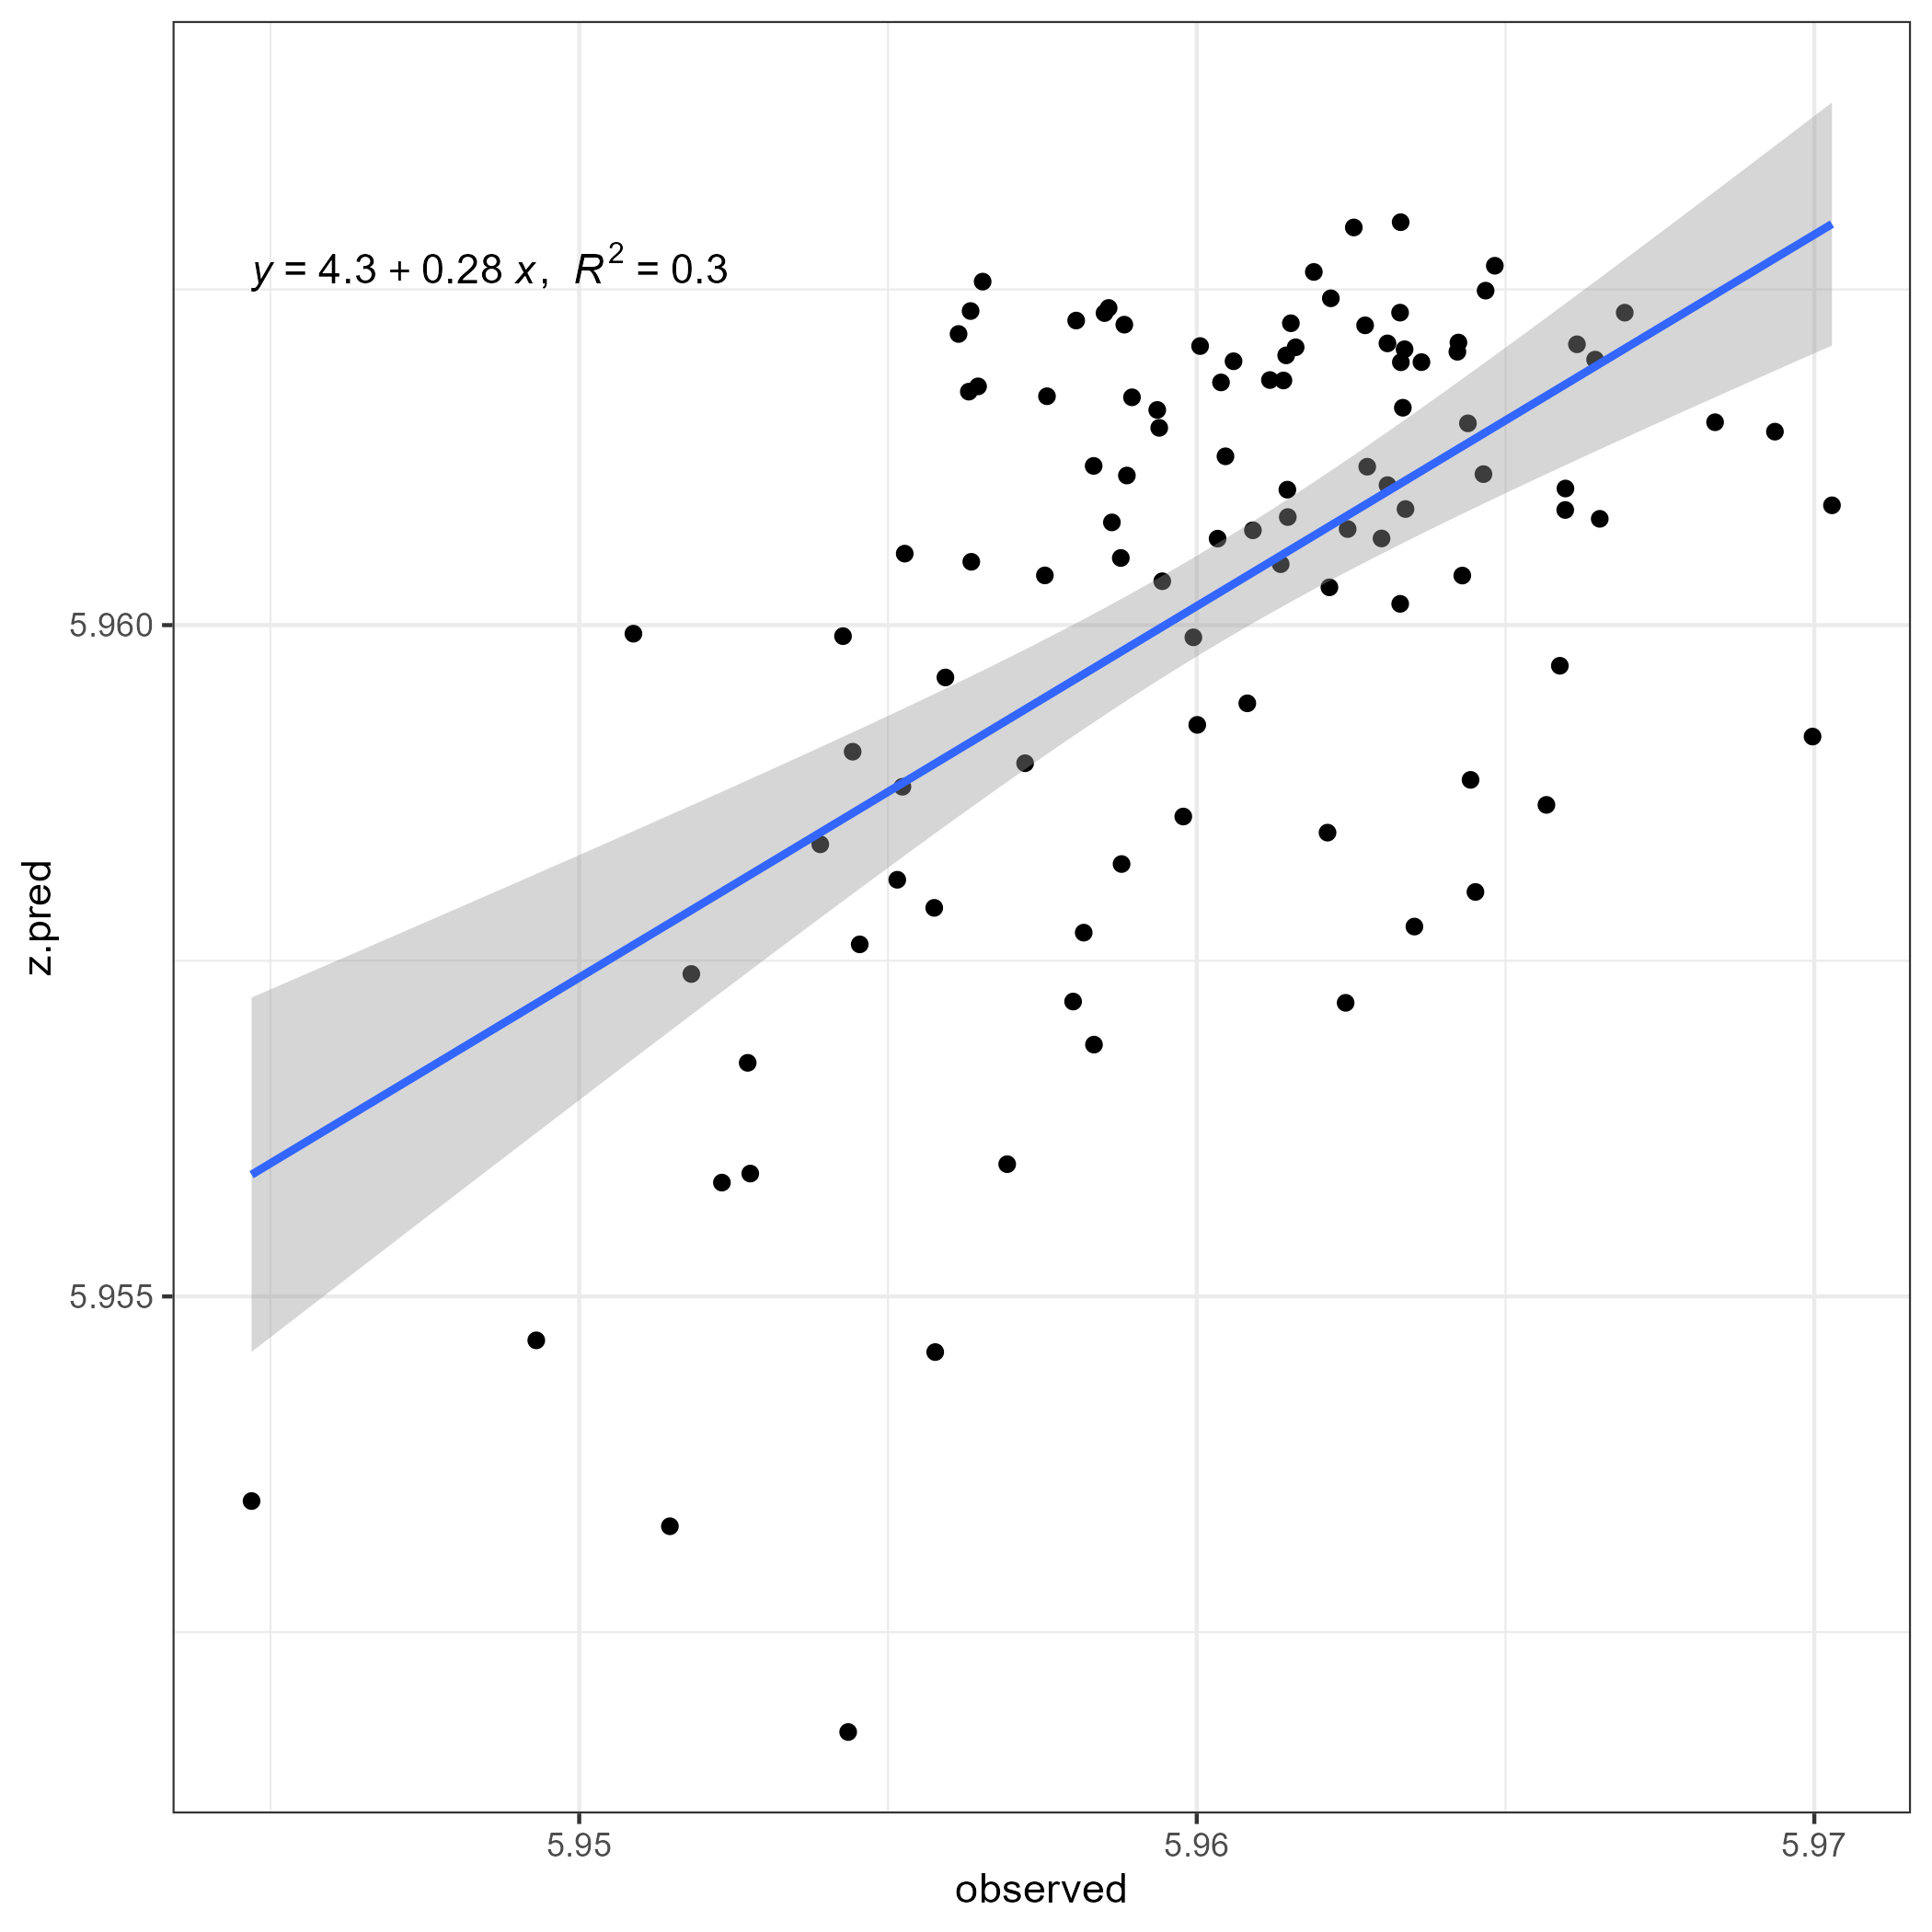 y = 4.3 + 0.28 x, R² = 0.3
5.960
z.pred
5.955
5.95 5.96 5.97
observed